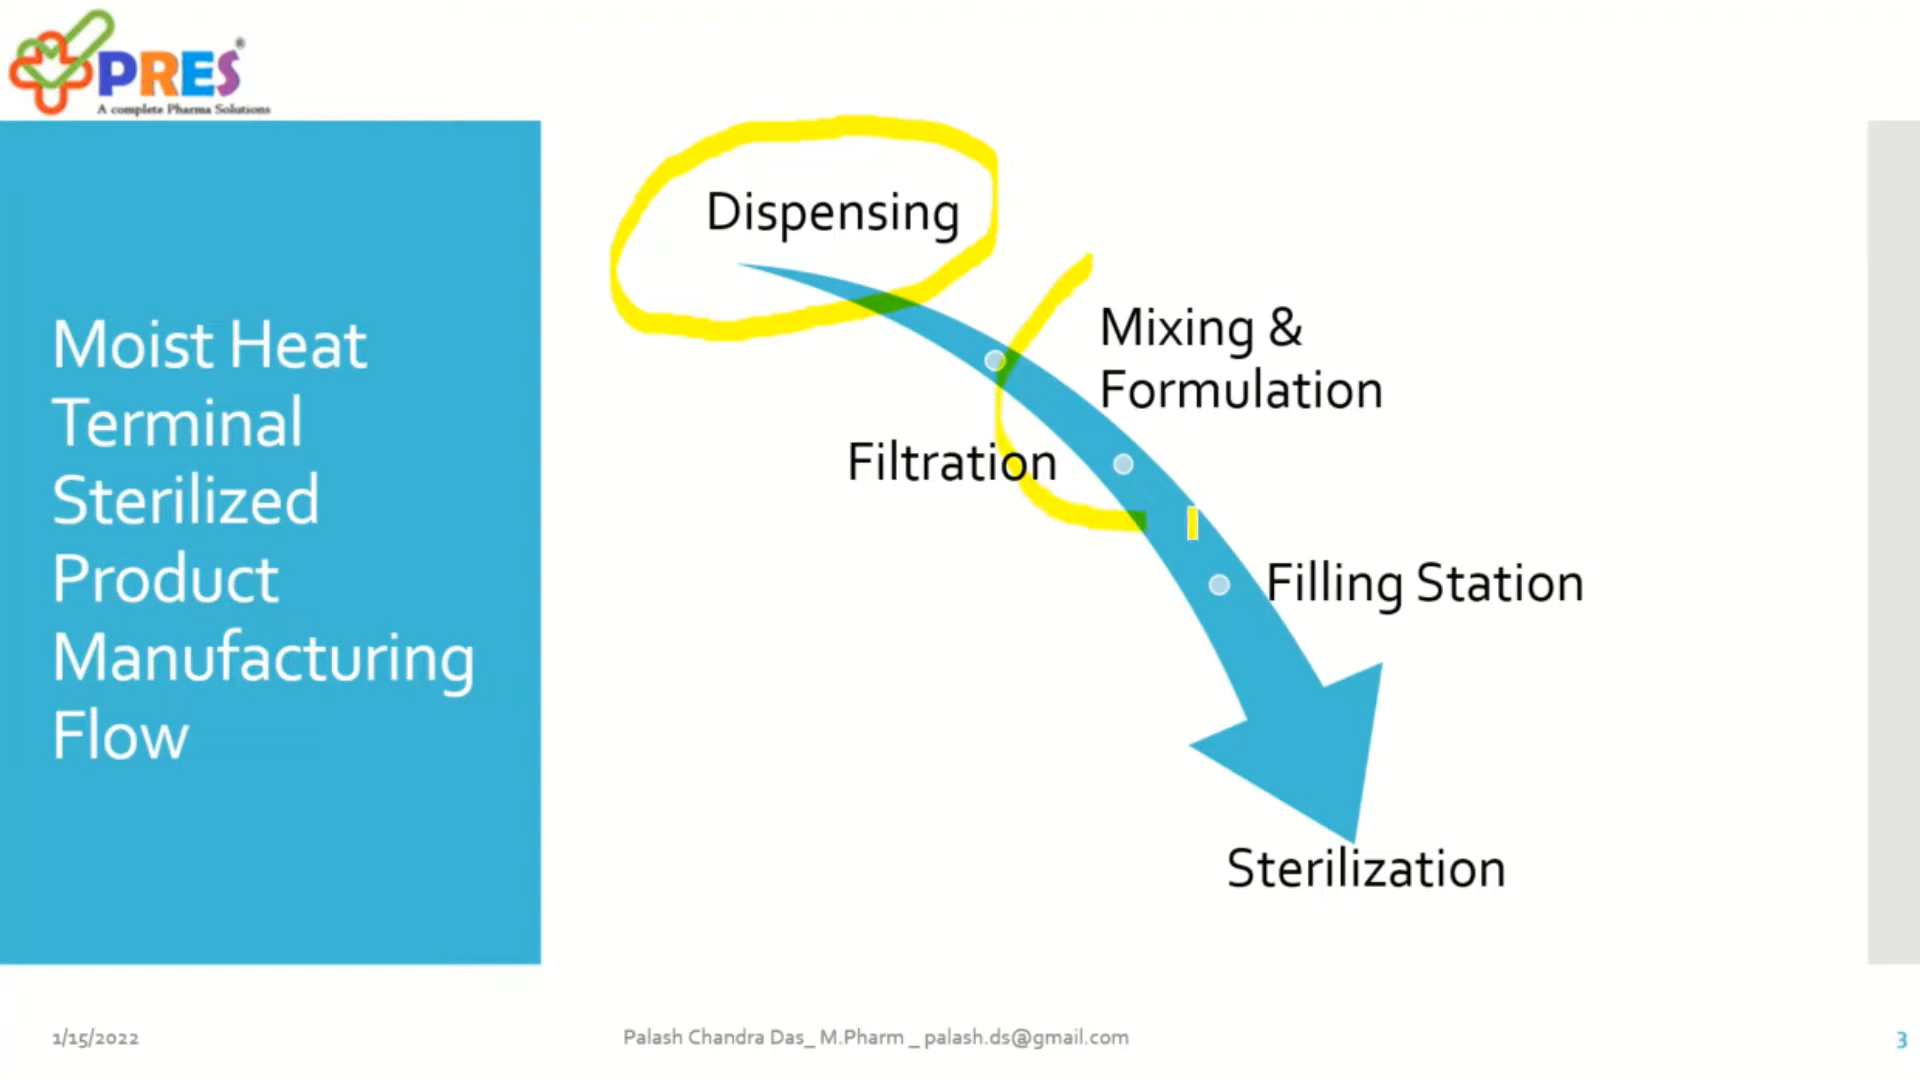 PRES®
A complete Pharma Solutions
Moist Heat
Terminal
Sterilized
Product
Manufacturing
Flow
Dispensing
Mixing &
Formulation
Filtration
Filling Station
Sterilization
1/15/2022
Palash Chandra Das_ M.Pharm _ palash.ds@gmail.com
3